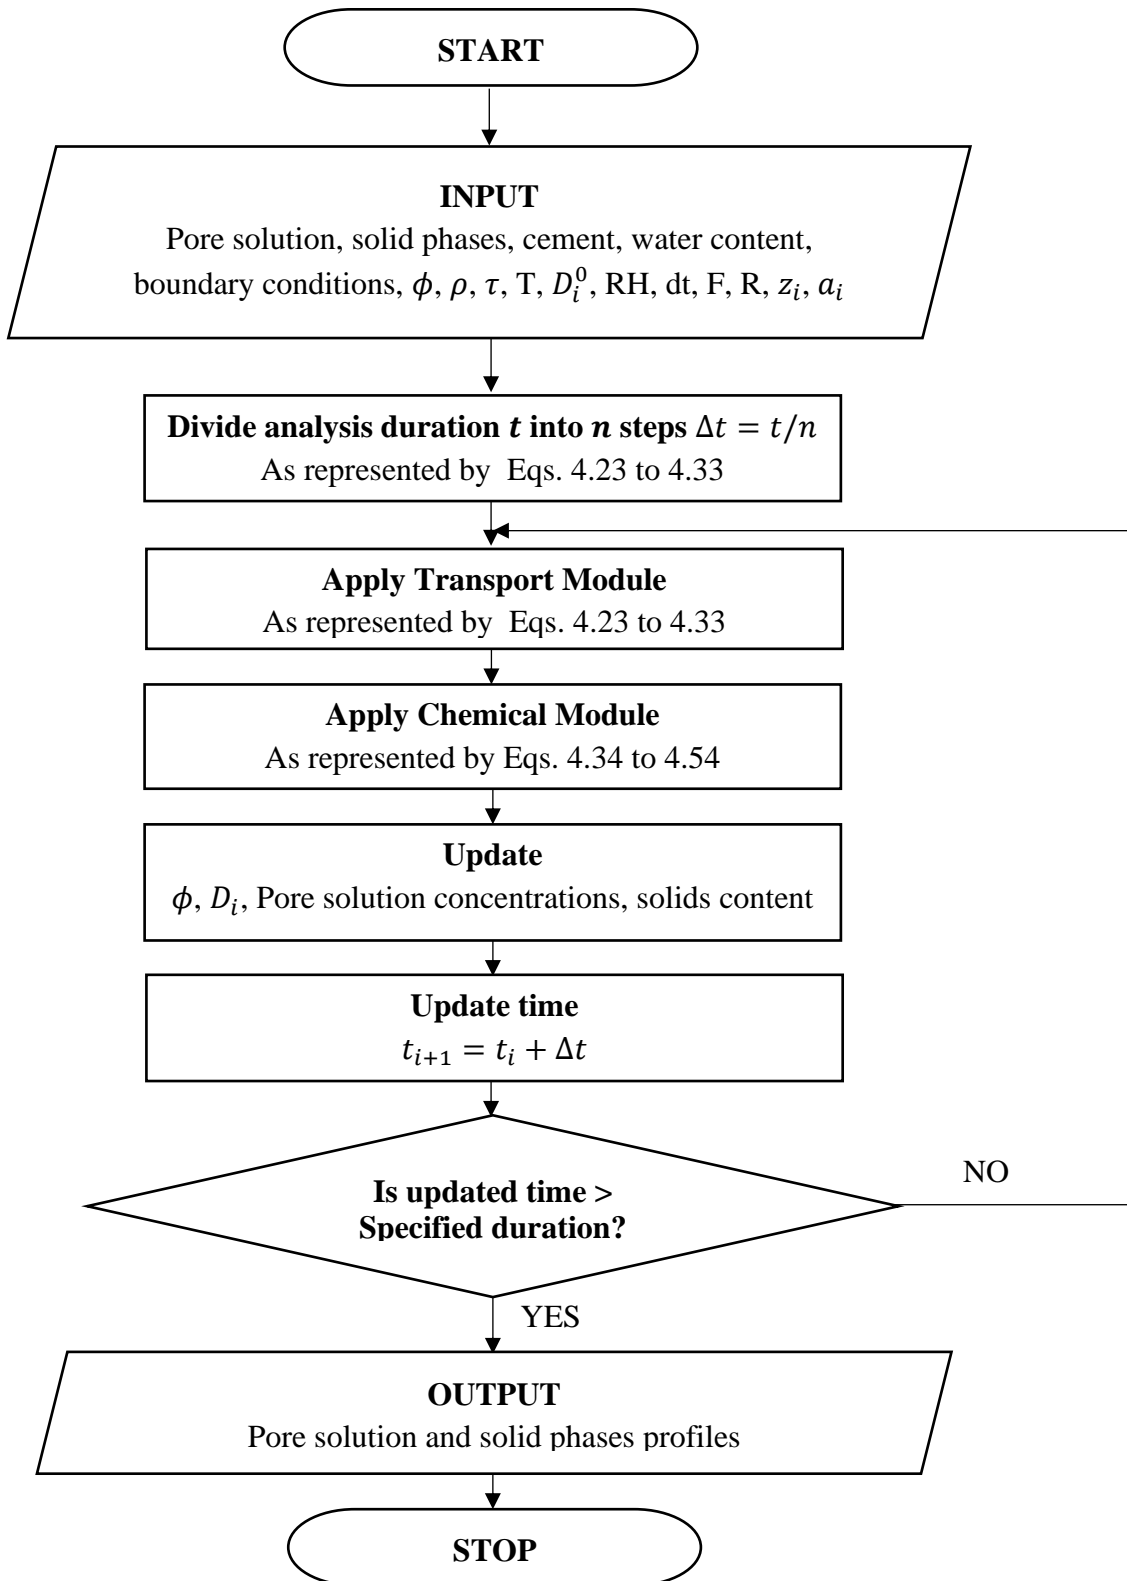 START
INPUT
Pore solution, solid phases, cement, water content,
boundary conditions, ϕ, ρ, τ, T, D_i^0, RH, dt, F, R, z_i, a_i
Divide analysis duration t into n steps Δt = t/n
As represented by Eqs. 4.23 to 4.33
Apply Transport Module
As represented by Eqs. 4.23 to 4.33
Apply Chemical Module
As represented by Eqs. 4.34 to 4.54
Update
ϕ, D_i, Pore solution concentrations, solids content
Update time
t_{i+1} = t_i + Δt
NO
Is updated time >
Specified duration?
YES
OUTPUT
Pore solution and solid phases profiles
STOP